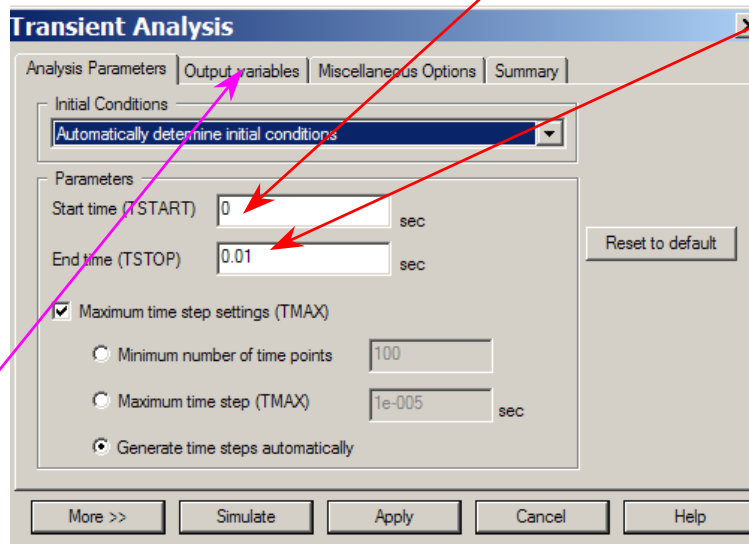 Transient Analysis
Analysis Parameters Output variables Miscellaneous Options Summary
Initial Conditions
Automatically determine initial conditions
Parameters
Start time (TSTART) 0 sec
End time (TSTOP) 0.01 sec
Reset to default
Maximum time step settings (TMAX)
Minimum number of time points 100
Maximum time step (TMAX) 1e-005 sec
Generate time steps automatically
More >> Simulate Apply Cancel Help